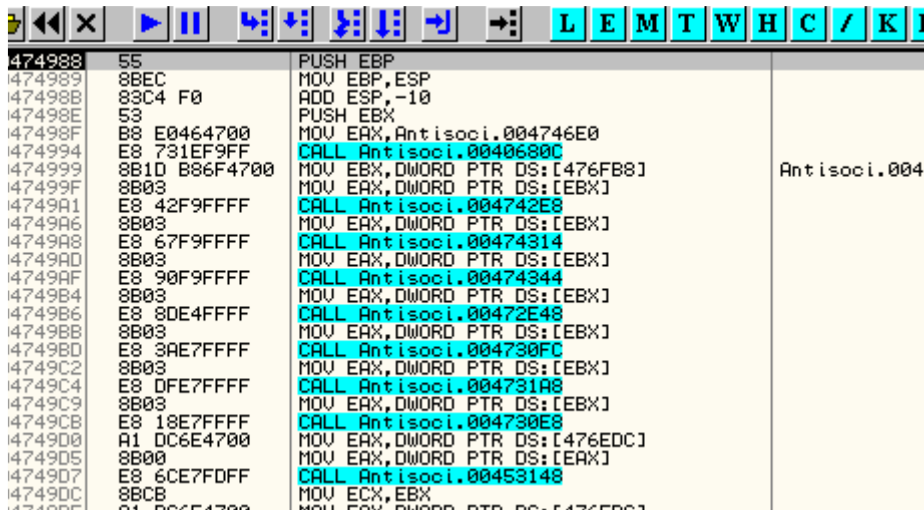 L E M T W H C / K
474988 55 PUSH EBP
474989 8BEC MOV EBP,ESP
47498B 83C4 F0 ADD ESP,-10
47498E 53 PUSH EBX
47498F B8 E0464700 MOV EAX,Antisoci.004746E0
474994 E8 731EF9FF CALL Antisoci.0040680C
474999 8B1D B86F4700 MOV EBX,DWORD PTR DS:[476FB8] Antisoci.004
47499F 8B03 MOV EAX,DWORD PTR DS:[EBX]
4749A1 E8 42F9FFFF CALL Antisoci.004742E8
4749A6 8B03 MOV EAX,DWORD PTR DS:[EBX]
4749A8 E8 67F9FFFF CALL Antisoci.00474314
4749AD 8B03 MOV EAX,DWORD PTR DS:[EBX]
4749AF E8 90F9FFFF CALL Antisoci.00474344
4749B4 8B03 MOV EAX,DWORD PTR DS:[EBX]
4749B6 E8 8DE4FFFF CALL Antisoci.00472E48
4749BB 8B03 MOV EAX,DWORD PTR DS:[EBX]
4749BD E8 3AE7FFFF CALL Antisoci.004730FC
4749C2 8B03 MOV EAX,DWORD PTR DS:[EBX]
4749C4 E8 DFE7FFFF CALL Antisoci.004731A8
4749C9 8B03 MOV EAX,DWORD PTR DS:[EBX]
4749CB E8 18E7FFFF CALL Antisoci.004730E8
4749D0 A1 DC6E4700 MOV EAX,DWORD PTR DS:[476EDC]
4749D5 8B00 MOV EAX,DWORD PTR DS:[EAX]
4749D7 E8 6CE7FDFF CALL Antisoci.00453148
4749DC 8BCB MOV ECX,EBX